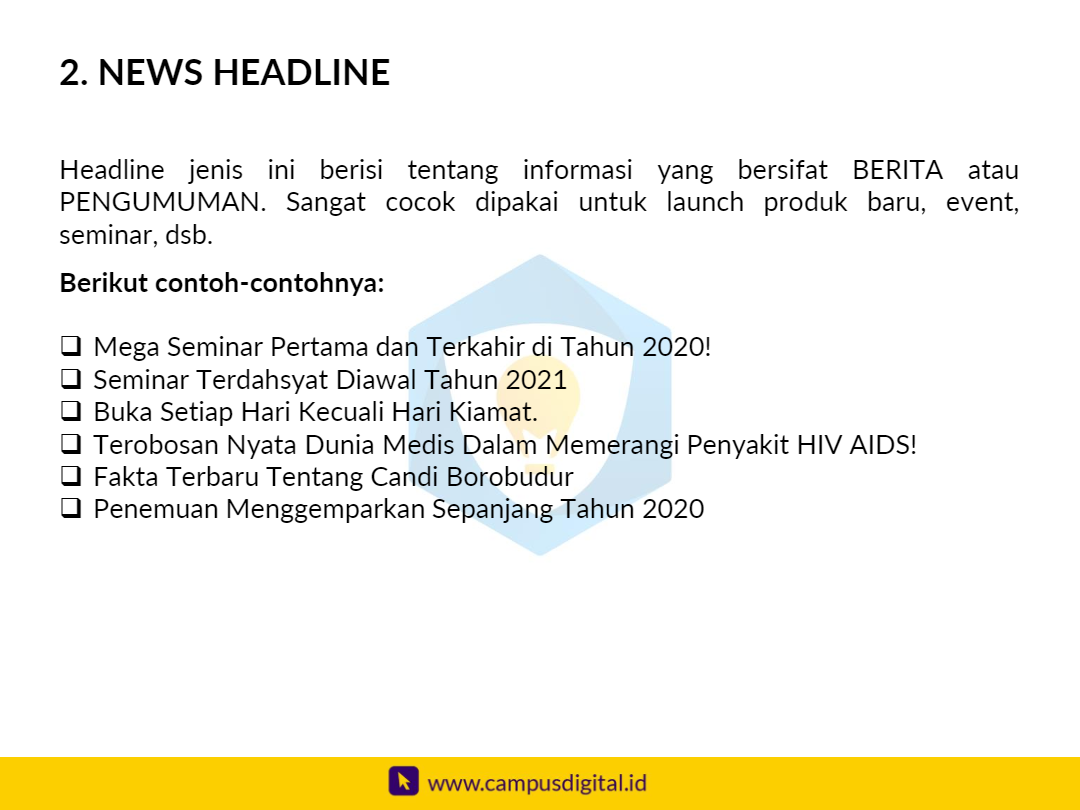 2. NEWS HEADLINE
Headline jenis ini berisi tentang informasi yang bersifat BERITA atau
PENGUMUMAN. Sangat cocok dipakai untuk launch produk baru, event,
seminar, dsb.
Berikut contoh-contohnya:
❑ Mega Seminar Pertama dan Terkahir di Tahun 2020!
❑ Seminar Terdahsyat Diawal Tahun 2021
❑ Buka Setiap Hari Kecuali Hari Kiamat.
❑ Terobosan Nyata Dunia Medis Dalam Memerangi Penyakit HIV AIDS!
❑ Fakta Terbaru Tentang Candi Borobudur
❑ Penemuan Menggemparkan Sepanjang Tahun 2020
www.campusdigital.id